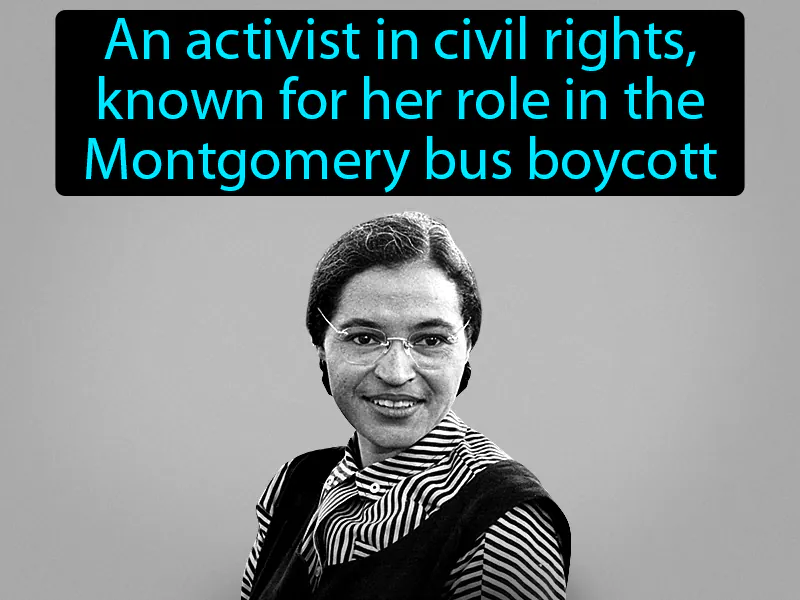 An activist in civil rights,
known for her role in the
Montgomery bus boycott